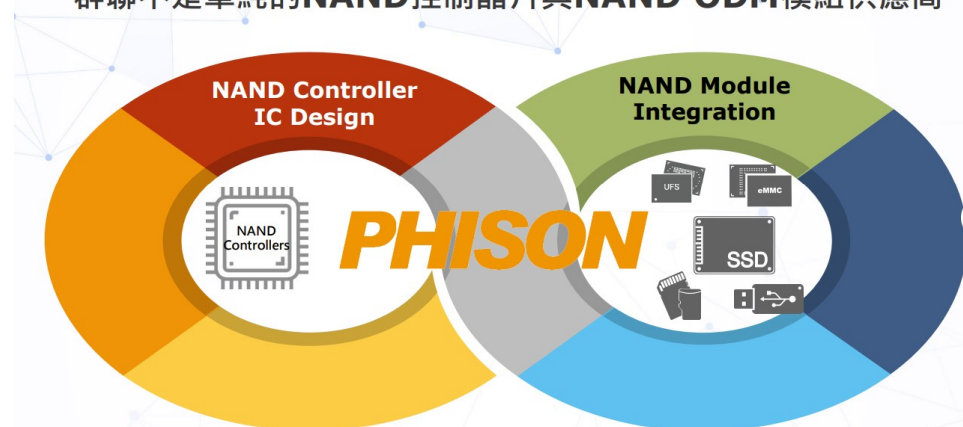 群聯不是單純的NAND控制晶片與NAND ODM模組供應商
NAND Controller
IC Design
NAND Module
Integration
UFS
eMMC
NAND
Controllers
PHISON
SSD